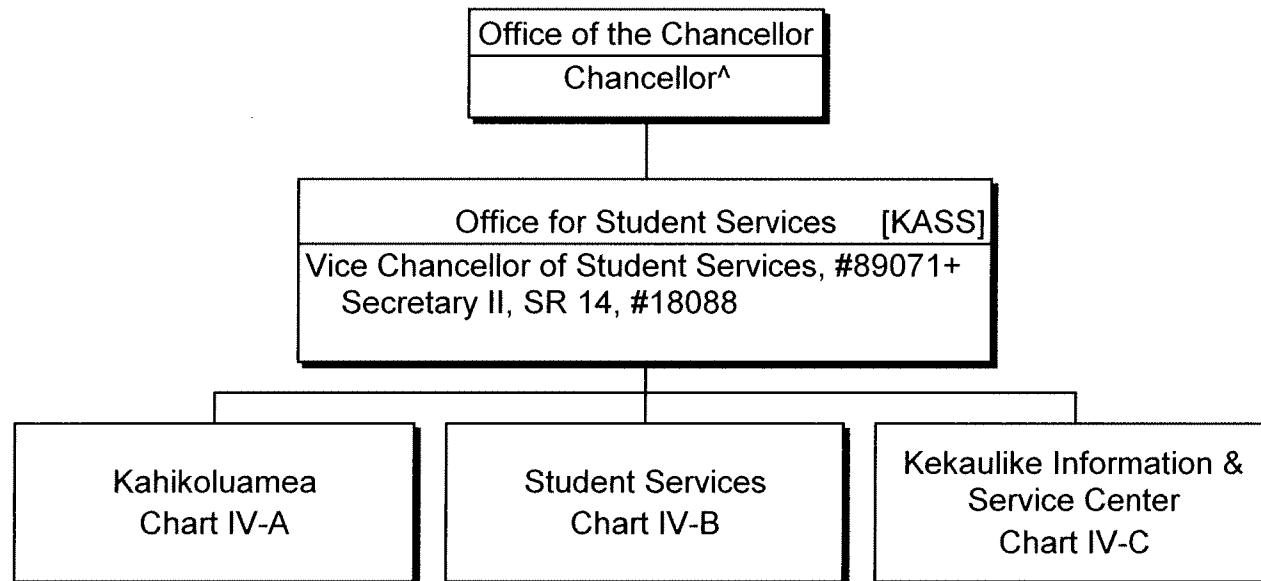 Office of the Chancellor
Chancellor^
Office for Student Services [KASS]
Vice Chancellor of Student Services, #89071+
Secretary II, SR 14, #18088
Kahikoluamea
Chart IV-A
Student Services
Chart IV-B
Kekaulike Information &
Service Center
Chart IV-C